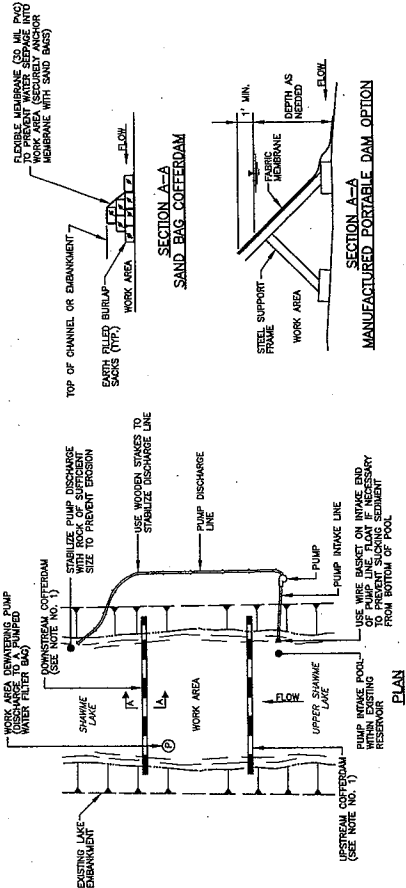 WORK AREA DEWATERING PUMP
(DISCHARGE TO A PUMPED
WATER FILTER BAG)
DOWNSTREAM COFFERDAM
(SEE NOTE NO. 1)
STABILIZE PUMP DISCHARGE
WITH ROCK OF SUFFICIENT
SIZE TO PREVENT EROSION
USE WOODEN STAKES TO
STABILIZE DISCHARGE LINE
PUMP DISCHARGE
LINE
EXISTING LAKE
EMBANKMENT
SHAWME
LAKE
A
A
P
WORK AREA
FLOW
UPPER SHAWME
LAKE
PUMP
PUMP INTAKE LINE
UPSTREAM COFFERDAM
(SEE NOTE NO. 1)
PUMP INTAKE POOL
WITHIN EXISTING
RESERVOIR
USE WIRE BASKET ON INTAKE END
OF PUMP LINE. FLOAT IF NECESSARY
TO PREVENT SUCKING SEDIMENT
FROM BOTTOM OF POOL
PLAN
TOP OF CHANNEL OR EMBANKMENT
FLEXIBLE MEMBRANE (30 MIL PVC)
TO PREVENT WATER SEEPAGE INTO
WORK AREA (SECURELY ANCHOR
MEMBRANE WITH SAND BAGS)
EARTH FILLED BURLAP
SACKS (TYP.)
WORK AREA
FLOW
SECTION A-A
SAND BAG COFFERDAM
1' MIN.
DEPTH AS
NEEDED
FLOW
FABRIC
MEMBRANE
STEEL SUPPORT
FRAME
WORK AREA
SECTION A-A
MANUFACTURED PORTABLE DAM OPTION